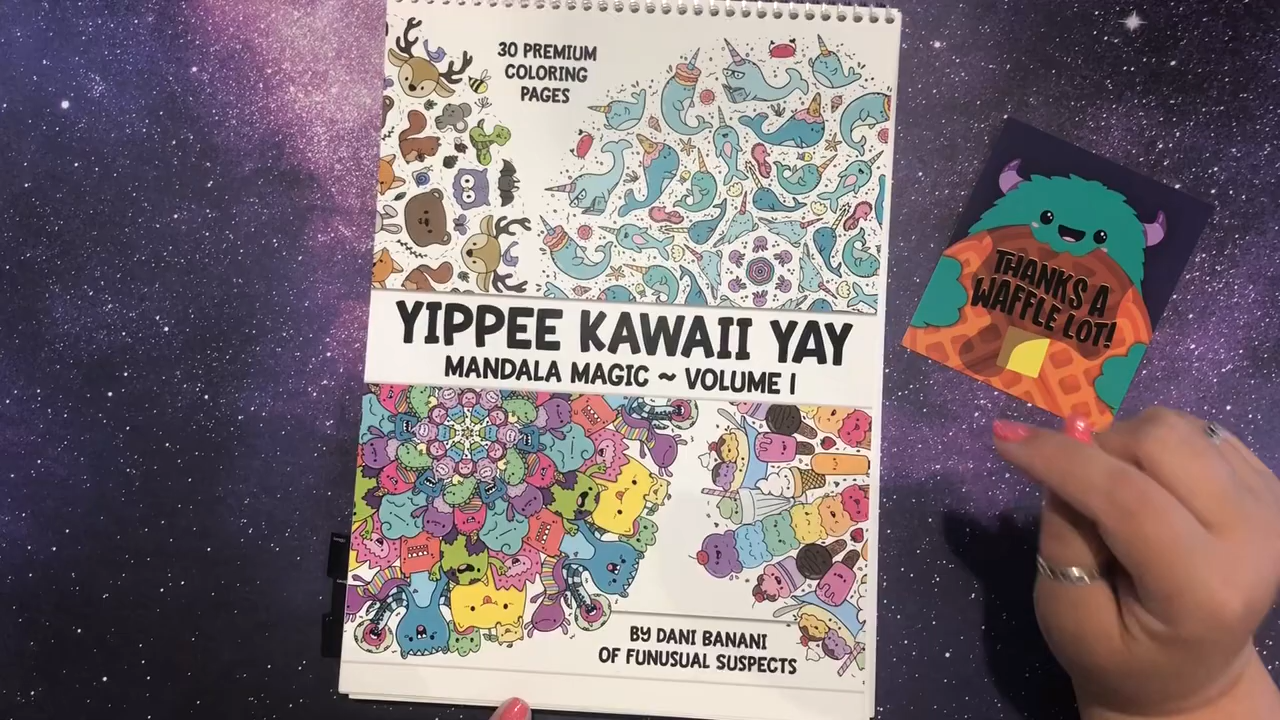 30 PREMIUM
COLORING
PAGES
YIPPEE KAWAII YAY
MANDALA MAGIC ~ VOLUME 1
BY DANI BANANI
OF FUNUSUAL SUSPECTS
THANKS A
WAFFLE LOT!